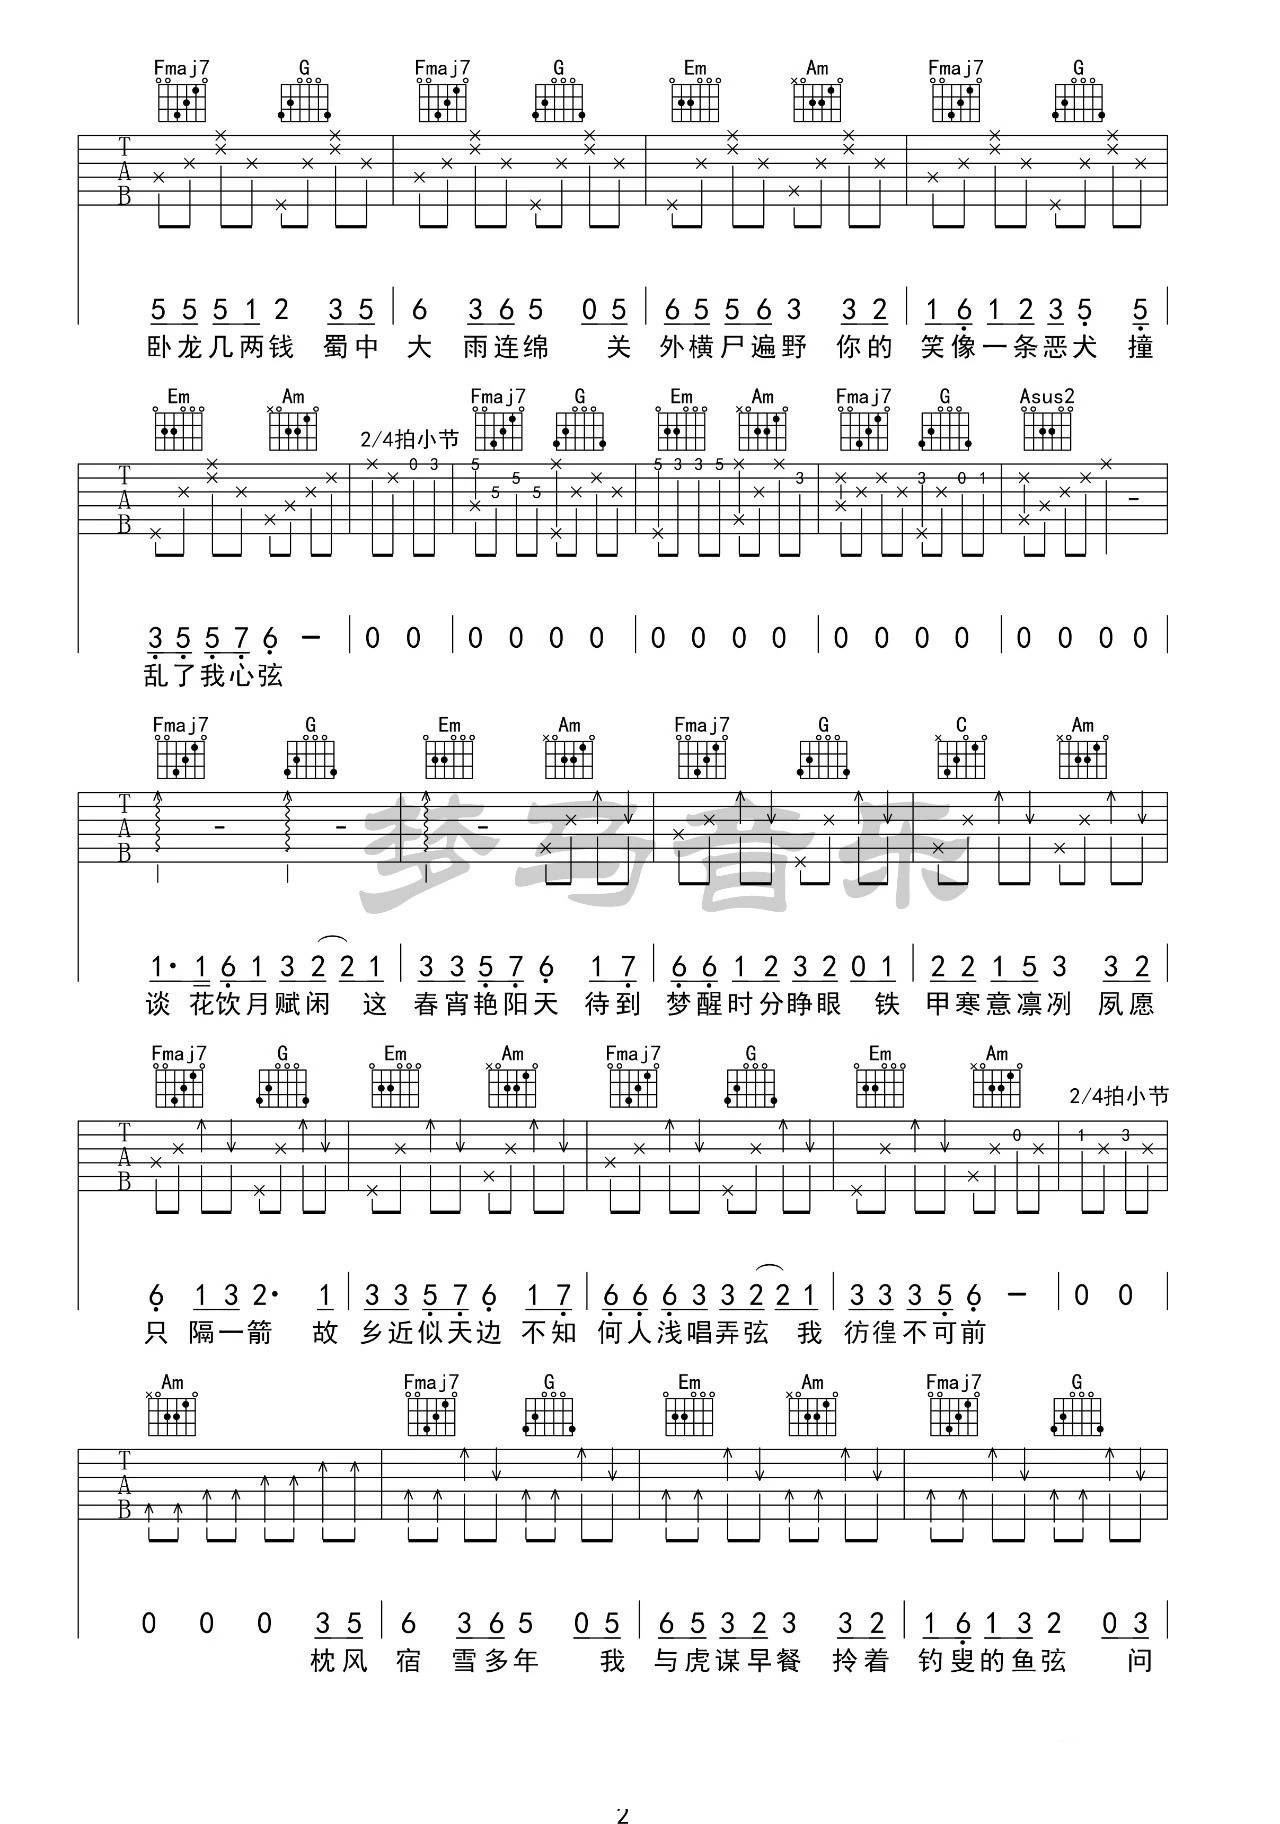 Fmaj7 G Fmaj7 G Em Am Fmaj7 G
T
A
B
5 5 5 1 2 3 5 6 3 6 5 0 5 6 5 5 6 3 3 2 1 6 1 2 3 5 5
卧龙几两钱 蜀中 大 雨连绵 关 外横尸遍野 你的 笑像一条恶犬 撞
Em Am 2/4拍小节 Fmaj7 G Em Am Fmaj7 G Asus2
0 3 5 5 5 5 5 3 3 5 3 3 0 1
T
A
B
3 5 5 7 6 - 0 0 0 0 0 0 0 0 0 0 0 0 0 0 0 0 0 0
乱了我心弦
Fmaj7 G Em Am Fmaj7 G C Am
T
A
B
梦马音乐
1· 1 6 1 3 2 2 1 3 3 5 7 6 1 7 6 6 1 2 3 2 0 1 2 2 1 5 3 3 2
谈 花饮月赋闲 这 春宵艳阳天 待到 梦醒时分睁眼 铁 甲寒意凛冽 夙愿
Fmaj7 G Em Am Fmaj7 G Em Am 2/4拍小节
0 1 3
T
A
B
6 1 3 2· 1 3 3 5 7 6 1 7 6 6 6 3 3 2 2 1 3 3 3 5 6 - 0 0
只 隔一箭 故 乡近似天边 不知 何人浅唱弄弦 我 彷徨不可前
Am Fmaj7 G Em Am Fmaj7 G
T
A
B
0 0 0 3 5 6 3 6 5 0 5 6 5 3 2 3 3 2 1 6 1 3 2 0 3
枕风 宿 雪多年 我 与虎谋早餐 拎着 钓叟的鱼弦 问
2